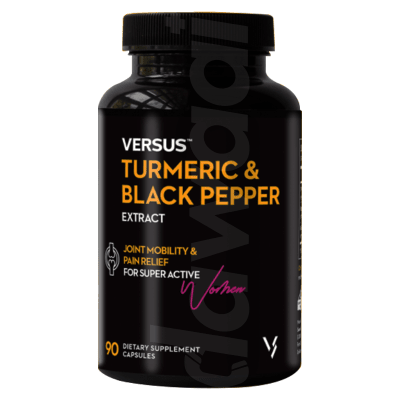 VERSUS™
TURMERIC &
BLACK PEPPER
EXTRACT
JOINT MOBILITY &
PAIN RELIEF
FOR SUPER ACTIVE
Women
90 DIETARY SUPPLEMENT
CAPSULES